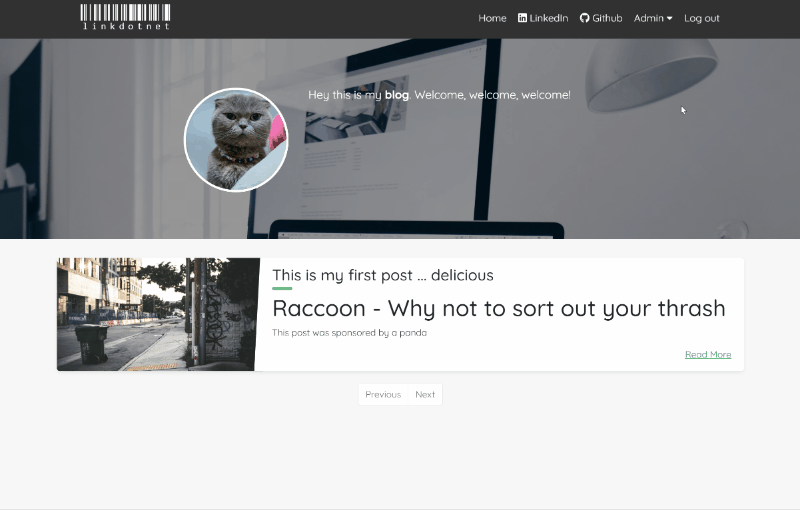 linkdotnet
Home LinkedIn Github Admin Log out
Hey this is my blog. Welcome, welcome, welcome!
This is my first post ... delicious
Raccoon - Why not to sort out your thrash
This post was sponsored by a panda
Read More
Previous Next